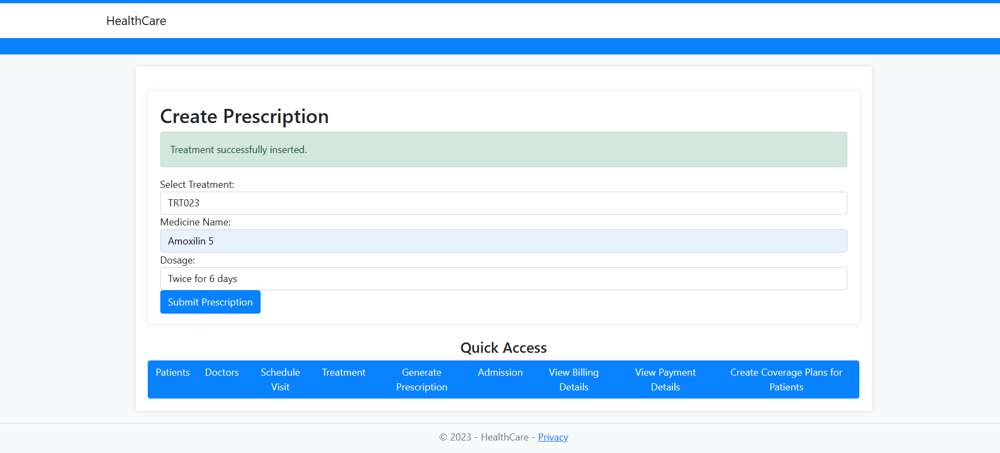 HealthCare
Create Prescription
Treatment successfully inserted.
Select Treatment:
TRT023
Medicine Name:
Amoxilin 5
Dosage:
Twice for 6 days
Submit Prescription
Quick Access
Patients Doctors Schedule Visit Treatment Generate Prescription Admission View Billing Details View Payment Details Create Coverage Plans for Patients
© 2023 - HealthCare - Privacy